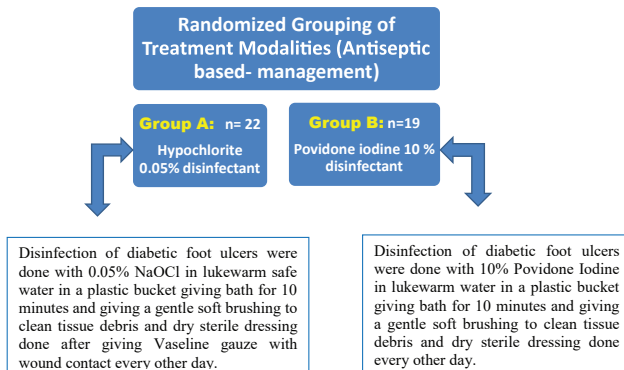 Randomized Grouping of
Treatment Modalities (Antiseptic
based- management)
Group A: n= 22
Hypochlorite
0.05% disinfectant
Group B: n=19
Povidone iodine 10 %
disinfectant
Disinfection of diabetic foot ulcers were
done with 0.05% NaOCl in lukewarm safe
water in a plastic bucket giving bath for 10
minutes and giving a gentle soft brushing to
clean tissue debris and dry sterile dressing
done after giving Vaseline gauze with
wound contact every other day.
Disinfection of diabetic foot ulcers
were done with 10% Povidone Iodine
in lukewarm water in a plastic bucket
giving bath for 10 minutes and giving
a gentle soft brushing to clean tissue
debris and dry sterile dressing done
every other day.